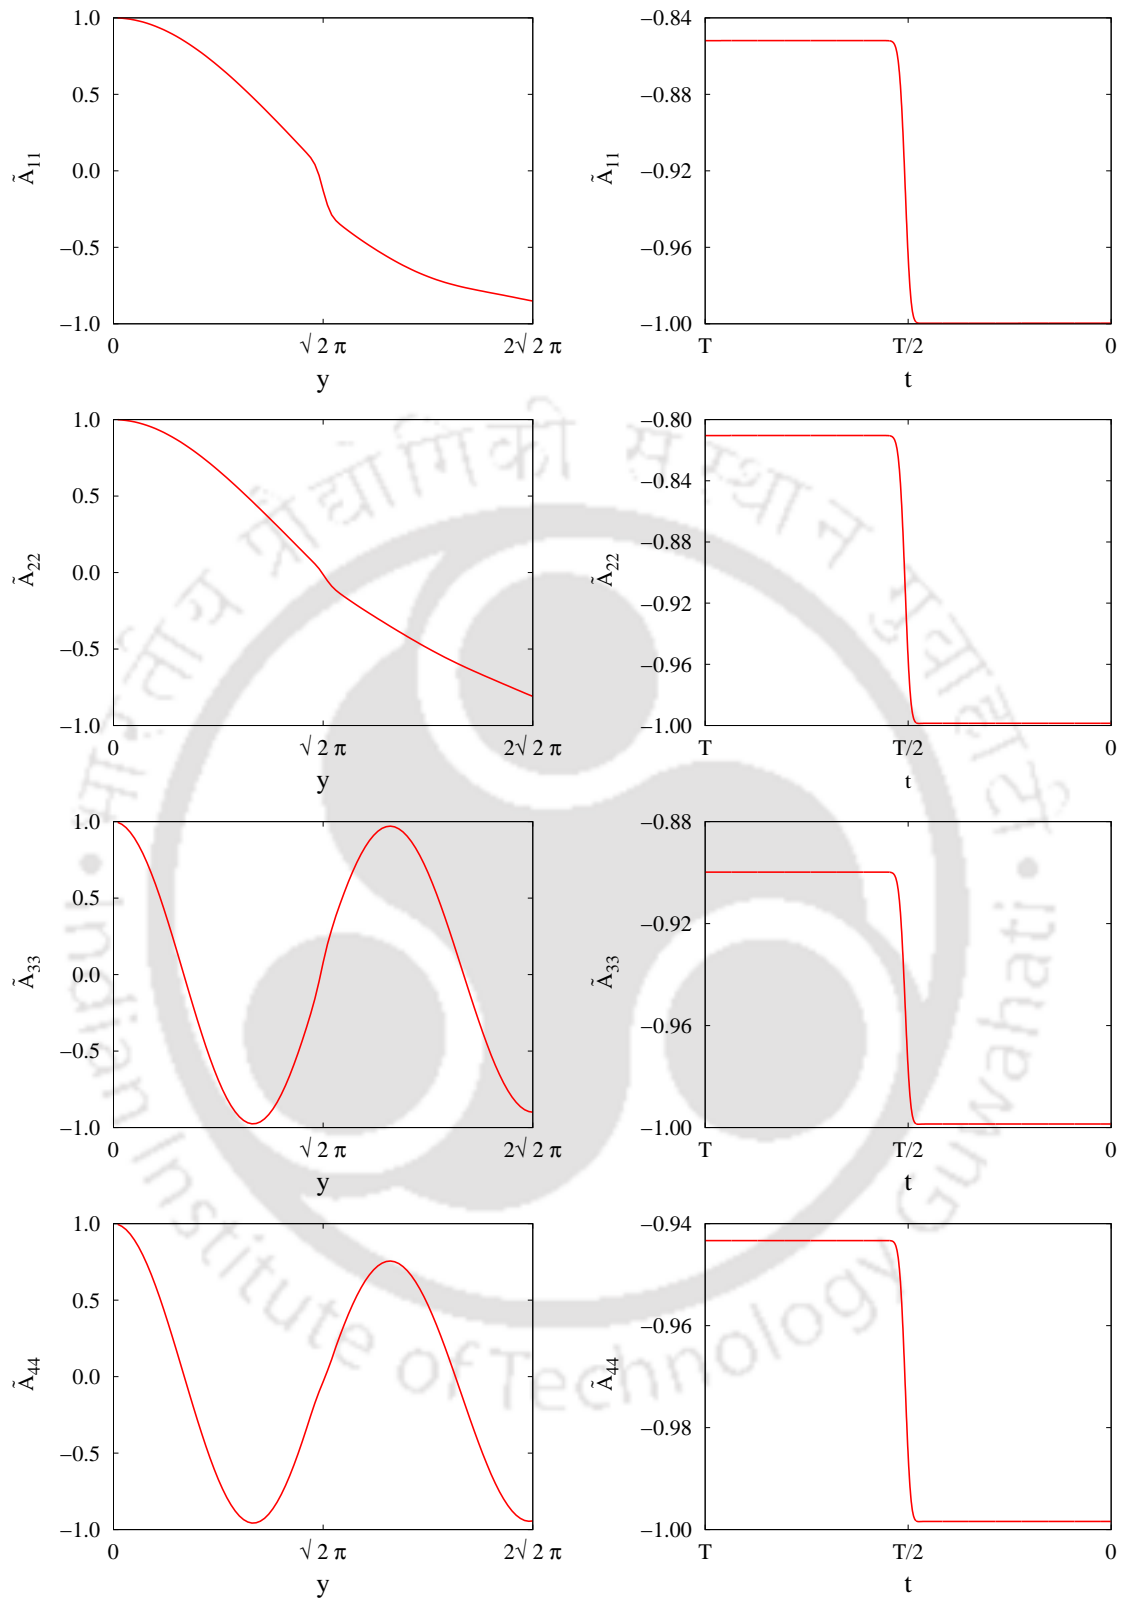 1.0
0.5
0.0
−0.5
−1.0
0
√ 2 π
2√ 2 π
y
Ã11
−0.84
−0.88
−0.92
−0.96
−1.00
T
T/2
0
t
Ã11
1.0
0.5
0.0
−0.5
−1.0
0
√ 2 π
2√ 2 π
y
Ã22
−0.80
−0.84
−0.88
−0.92
−0.96
−1.00
T
T/2
0
t
Ã22
1.0
0.5
0.0
−0.5
−1.0
0
√ 2 π
2√ 2 π
y
Ã33
−0.88
−0.92
−0.96
−1.00
T
T/2
0
t
Ã33
1.0
0.5
0.0
−0.5
−1.0
0
√ 2 π
2√ 2 π
y
Ã44
−0.94
−0.96
−0.98
−1.00
T
T/2
0
t
Ã44
भारतीय प्रौद्योगिकी संस्थान गुवाहाटी
Indian Institute of Technology Guwahati